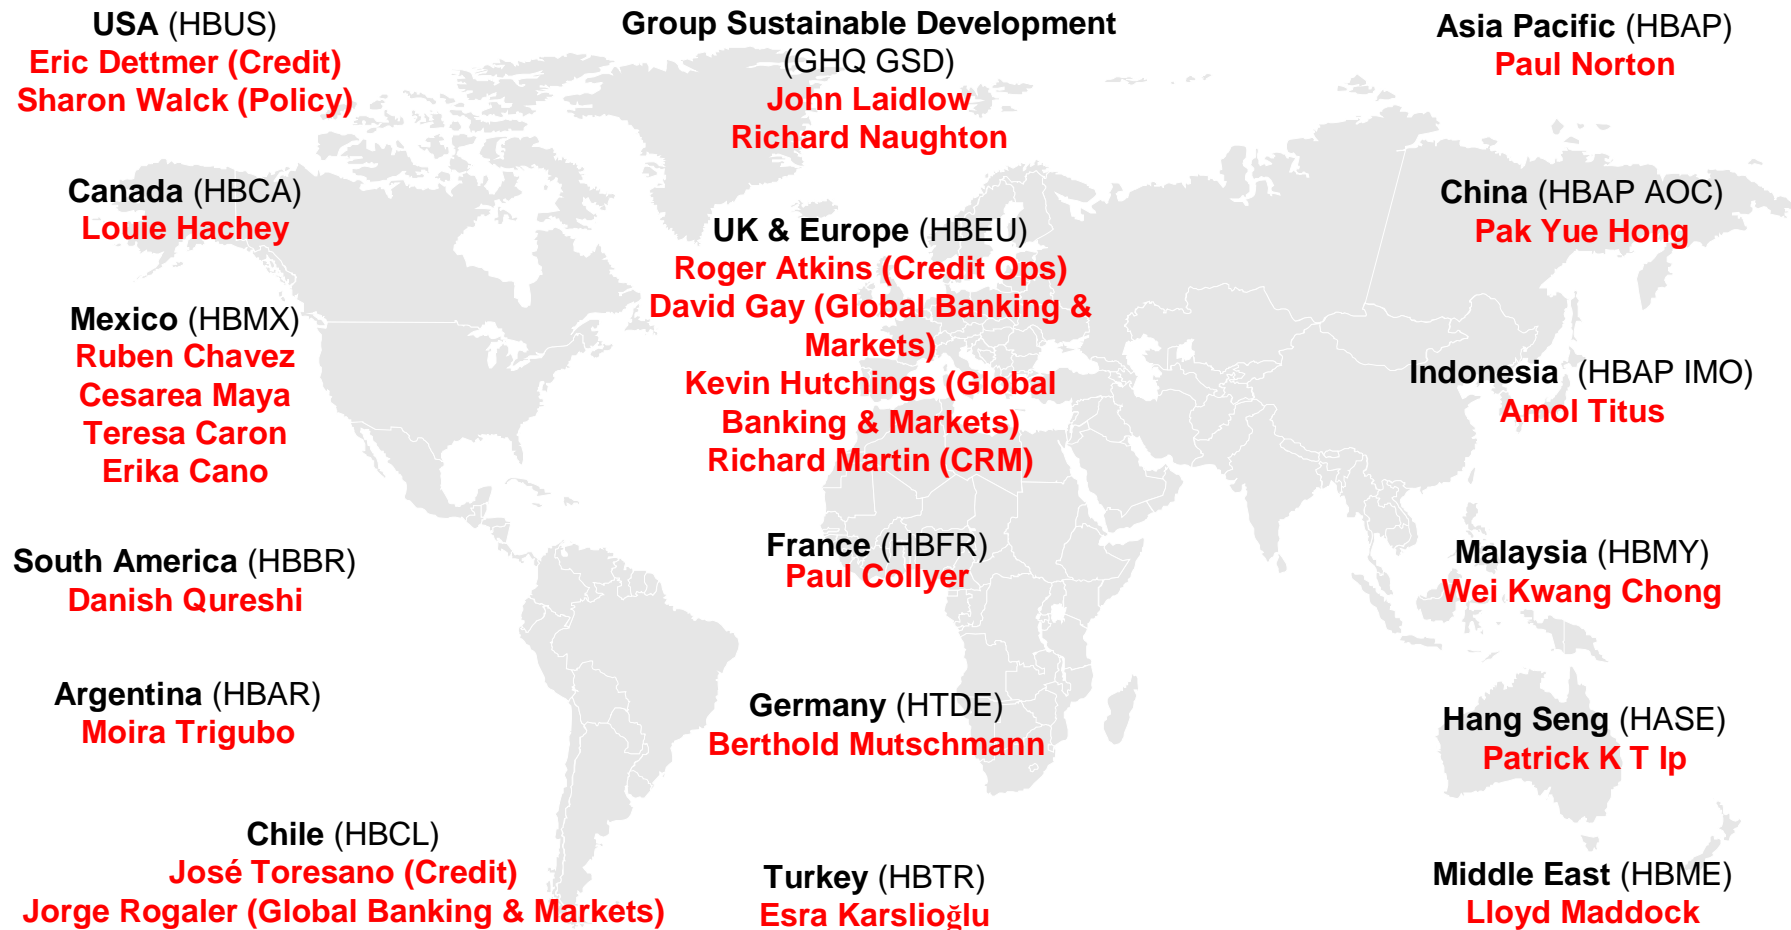 USA (HBUS)
Eric Dettmer (Credit)
Sharon Walck (Policy)
Canada (HBCA)
Louie Hachey
Mexico (HBMX)
Ruben Chavez
Cesarea Maya
Teresa Caron
Erika Cano
South America (HBBR)
Danish Qureshi
Argentina (HBAR)
Moira Trigubo
Chile (HBCL)
José Toresano (Credit)
Jorge Rogaler (Global Banking & Markets)
Group Sustainable Development
(GHQ GSD)
John Laidlow
Richard Naughton
UK & Europe (HBEU)
Roger Atkins (Credit Ops)
David Gay (Global Banking &
Markets)
Kevin Hutchings (Global
Banking & Markets)
Richard Martin (CRM)
France (HBFR)
Paul Collyer
Germany (HTDE)
Berthold Mutschmann
Turkey (HBTR)
Esra Karslioğlu
Asia Pacific (HBAP)
Paul Norton
China (HBAP AOC)
Pak Yue Hong
Indonesia (HBAP IMO)
Amol Titus
Malaysia (HBMY)
Wei Kwang Chong
Hang Seng (HASE)
Patrick K T Ip
Middle East (HBME)
Lloyd Maddock